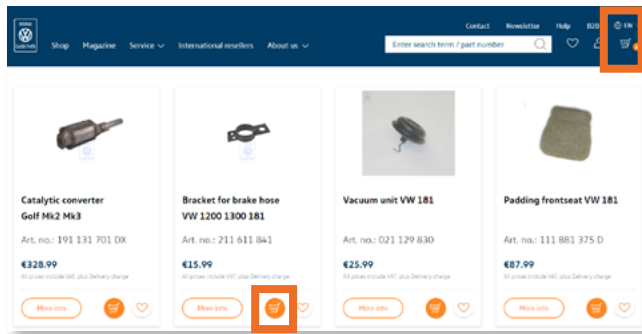 Contact Newsletter Help B2B EN
CLASSIC PARTS
Shop Magazine Service International resellers About us
Enter search term / part number
Catalytic converter
Golf Mk2 Mk3
Art. no.: 191 131 701 DX
€328.99
All prices include VAT, plus Delivery charge
More info
Bracket for brake hose
VW 1200 1300 181
Art. no.: 211 611 841
€15.99
All prices include VAT, plus Delivery charge
More info
Vacuum unit VW 181
Art. no.: 021 129 830
€25.99
All prices include VAT, plus Delivery charge
More info
Padding frontseat VW 181
Art. no.: 111 881 375 D
€87.99
All prices include VAT, plus Delivery charge
More info